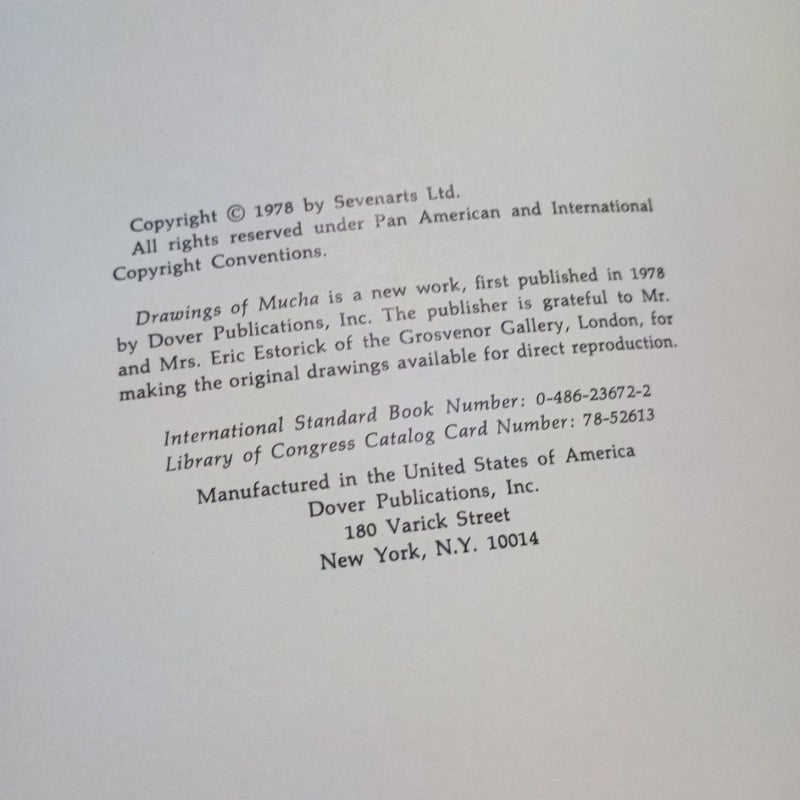 Copyright © 1978 by Sevenarts Ltd.
All rights reserved under Pan American and International
Copyright Conventions.
Drawings of Mucha is a new work, first published in 1978
by Dover Publications, Inc. The publisher is grateful to Mr.
and Mrs. Eric Estorick of the Grosvenor Gallery, London, for
making the original drawings available for direct reproduction.
International Standard Book Number: 0-486-23672-2
Library of Congress Catalog Card Number: 78-52613
Manufactured in the United States of America
Dover Publications, Inc.
180 Varick Street
New York, N.Y. 10014